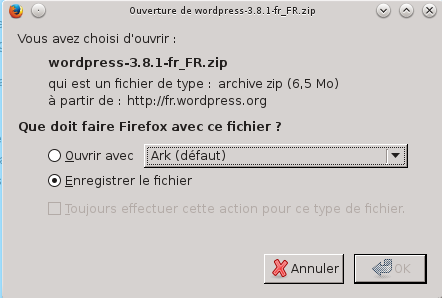 Ouverture de wordpress-3.8.1-fr_FR.zip
Vous avez choisi d'ouvrir :
wordpress-3.8.1-fr_FR.zip
qui est un fichier de type : archive zip (6,5 Mo)
à partir de : http://fr.wordpress.org
Que doit faire Firefox avec ce fichier ?
Ouvrir avec Ark (défaut)
Enregistrer le fichier
Toujours effectuer cette action pour ce type de fichier.
Annuler OK